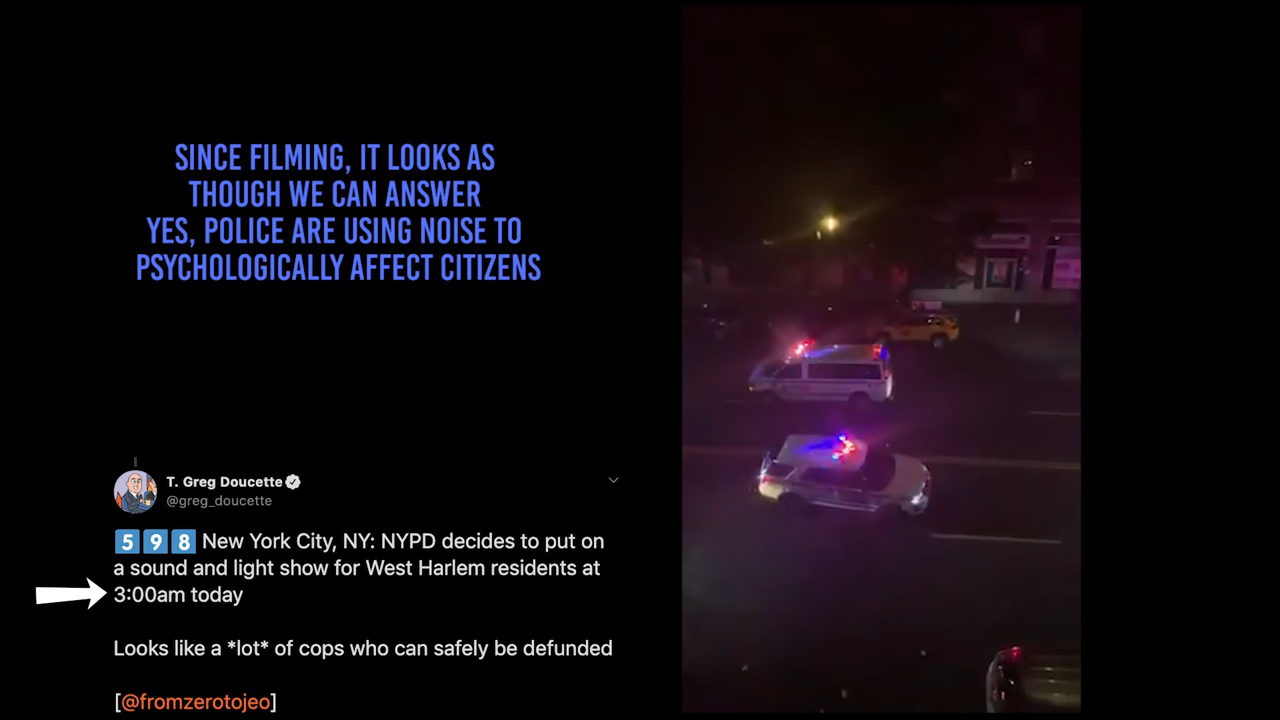 SINCE FILMING, IT LOOKS AS
THOUGH WE CAN ANSWER
YES, POLICE ARE USING NOISE TO
PSYCHOLOGICALLY AFFECT CITIZENS
T. Greg Doucette
@greg_doucette
5 9 8 New York City, NY: NYPD decides to put on
a sound and light show for West Harlem residents at
3:00am today
Looks like a *lot* of cops who can safely be defunded
[@fromzerotojeo]